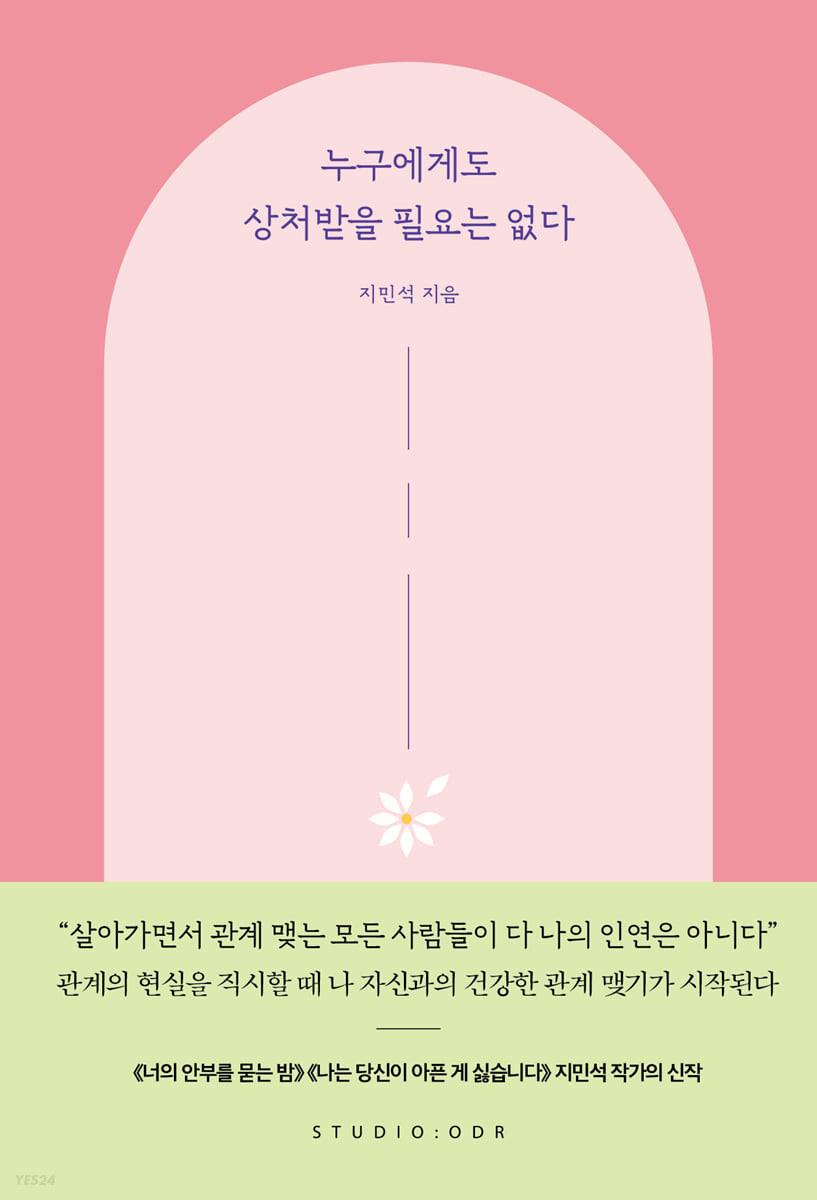 누구에게도
상처받을 필요는 없다
지민석 지음
“살아가면서 관계 맺는 모든 사람들이 다 나의 인연은 아니다”
관계의 현실을 직시할 때 나 자신과의 건강한 관계 맺기가 시작된다
《너의 안부를 묻는 밤》《나는 당신이 아픈 게 싫습니다》 지민석 작가의 신작
STUDIO:ODR
YES24